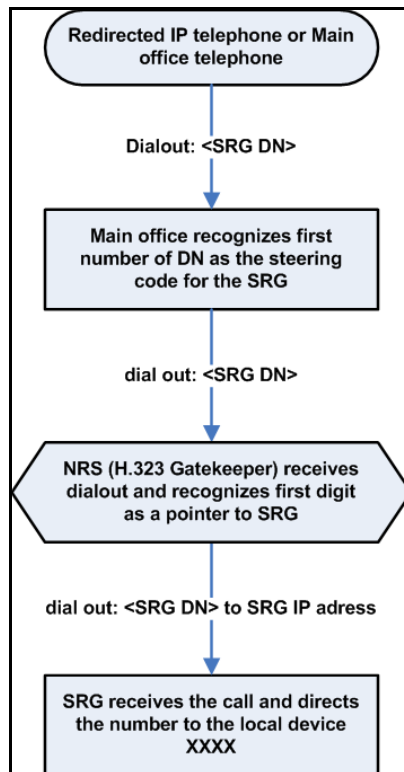 Redirected IP telephone or Main
office telephone
Dialout: <SRG DN>
Main office recognizes first
number of DN as the steering
code for the SRG
dial out: <SRG DN>
NRS (H.323 Gatekeeper) receives
dialout and recognizes first digit
as a pointer to SRG
dial out: <SRG DN> to SRG IP adress
SRG receives the call and directs
the number to the local device
XXXX